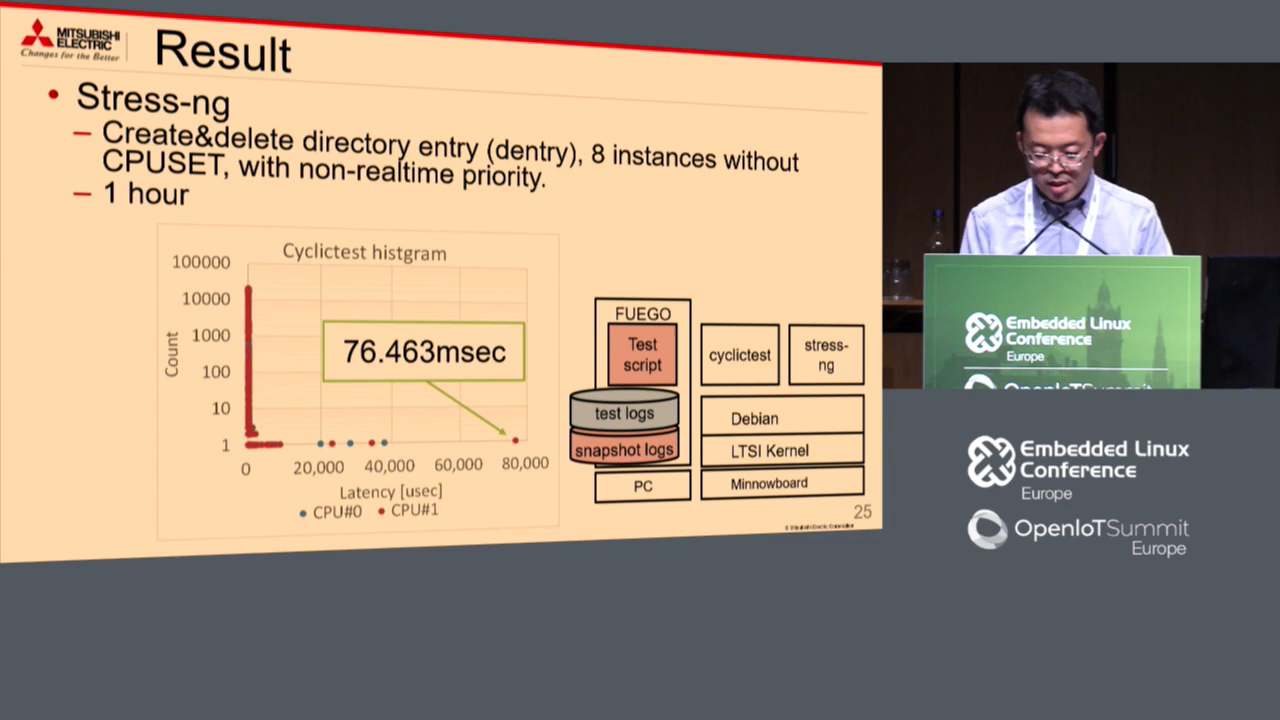 MITSUBISHI
ELECTRIC
Changes for the Better
Result
• Stress-ng
– Create&delete directory entry (dentry), 8 instances without
CPUSET, with non-realtime priority.
– 1 hour
Cyclictest histgram
100000
10000
1000
100
10
1
Count
76.463msec
0 20,000 40,000 60,000 80,000
Latency [usec]
CPU#0 CPU#1
FUEGO
Test
script
cyclictest
stress-
ng
test logs
snapshot logs
Debian
LTSI Kernel
PC
Minnowboard
25
Embedded Linux
Conference
Europe
OpenIoTSummit
Embedded Linux
Conference
Europe
OpenIoTSummit
Europe